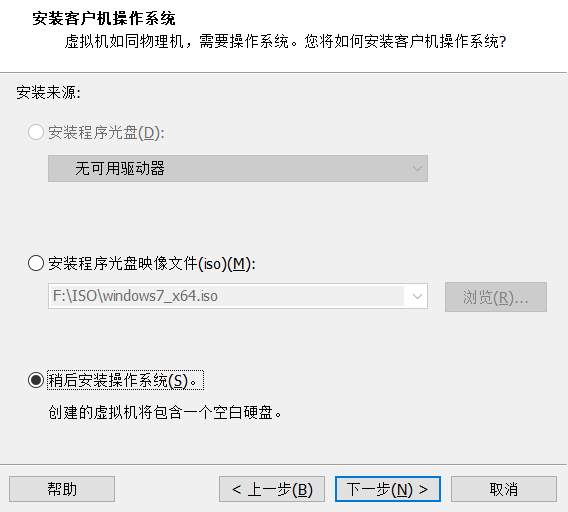 安装客户机操作系统
虚拟机如同物理机，需要操作系统。您将如何安装客户机操作系统?
安装来源:
安装程序光盘(D):
无可用驱动器
安装程序光盘映像文件(iso)(M):
F:\ISO\windows7_x64.iso
浏览(R)...
稍后安装操作系统(S)。
创建的虚拟机将包含一个空白硬盘。
帮助
< 上一步(B)
下一步(N) >
取消